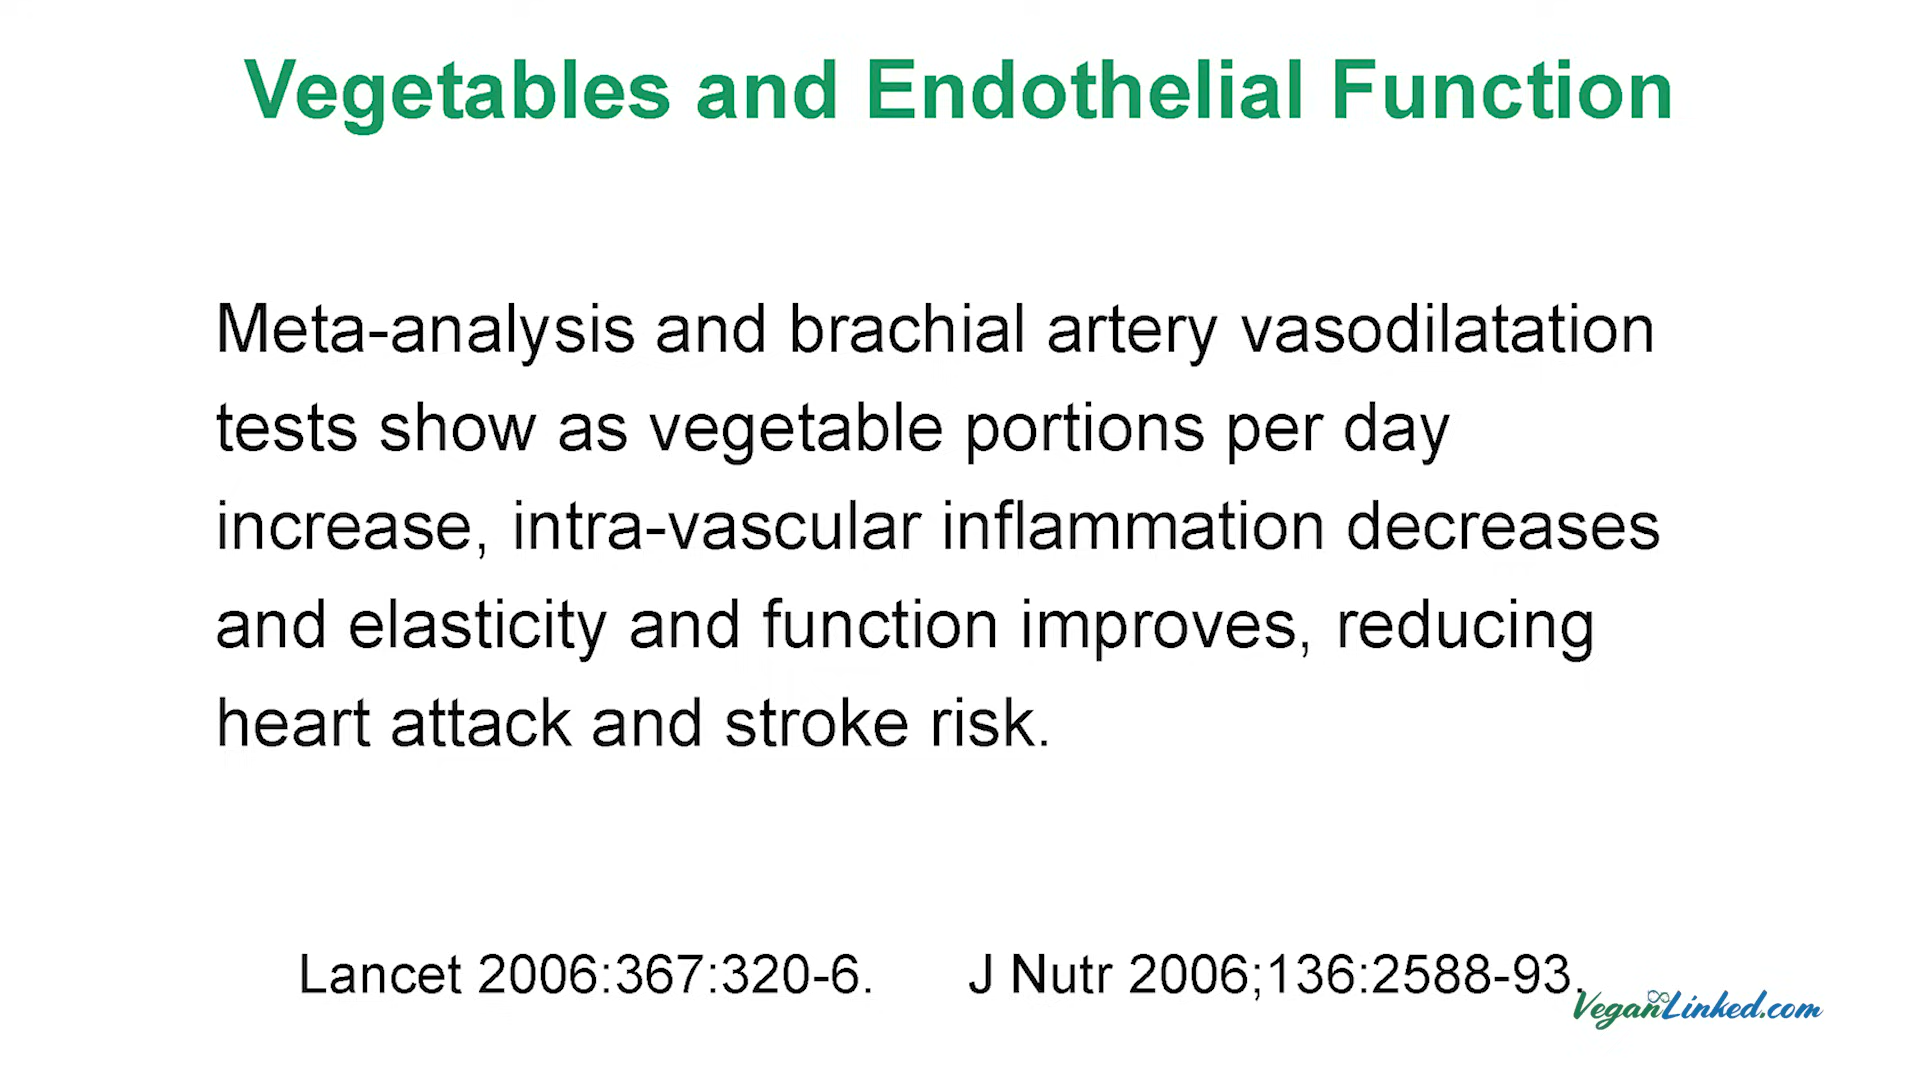 Vegetables and Endothelial Function
Meta-analysis and brachial artery vasodilatation
tests show as vegetable portions per day
increase, intra-vascular inflammation decreases
and elasticity and function improves, reducing
heart attack and stroke risk.
Lancet 2006:367:320-6. J Nutr 2006;136:2588-93.
VeganLinked.com